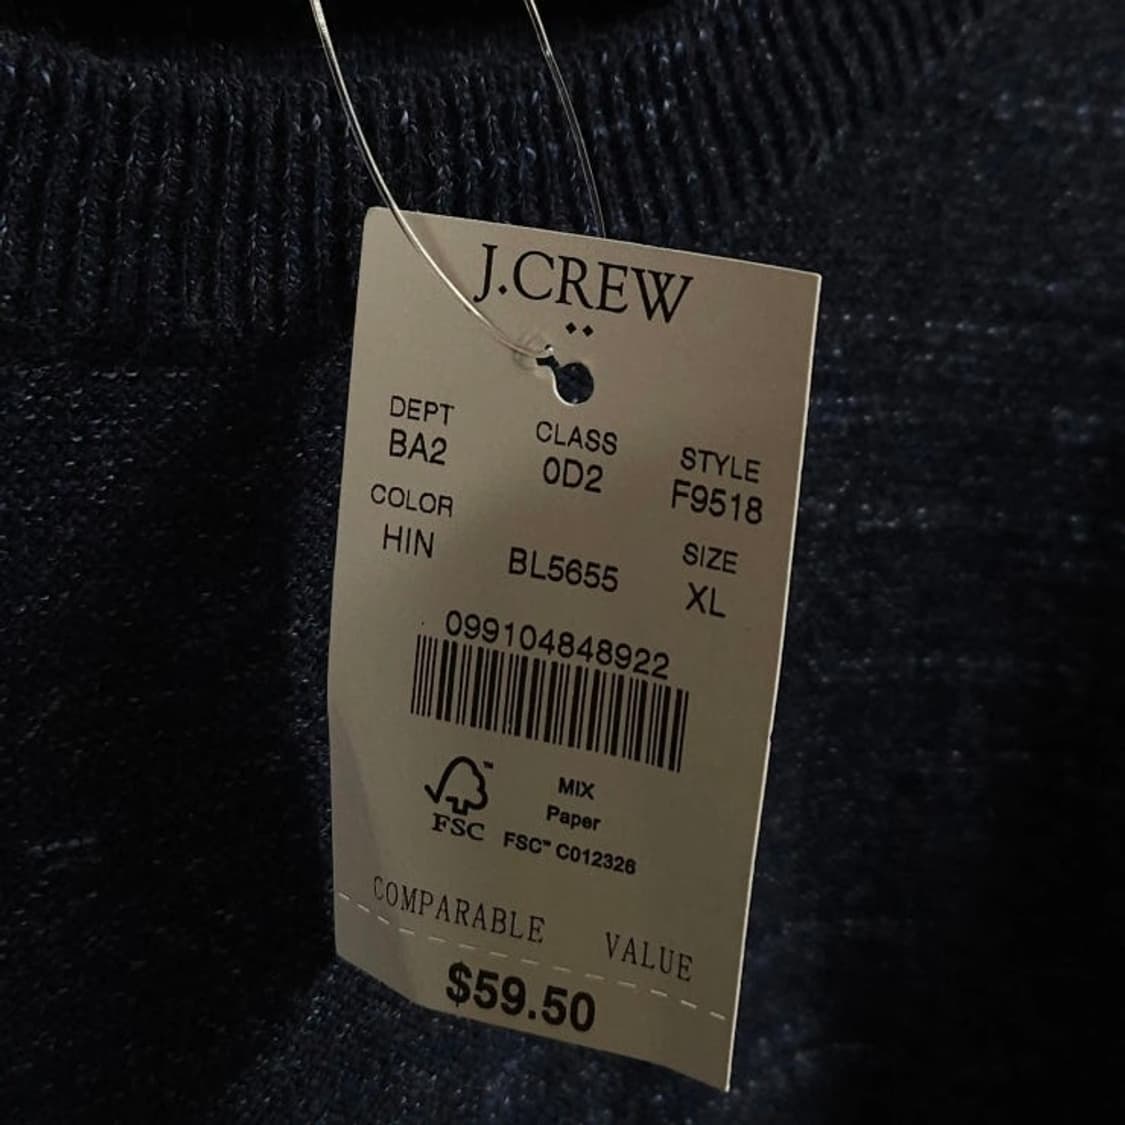 J.CREW
DEPT CLASS STYLE
BA2 0D2 F9518
COLOR SIZE
HIN BL5655 XL
099104848922
™
FSC
MIX
Paper
FSC™ C012326
COMPARABLE VALUE
$59.50